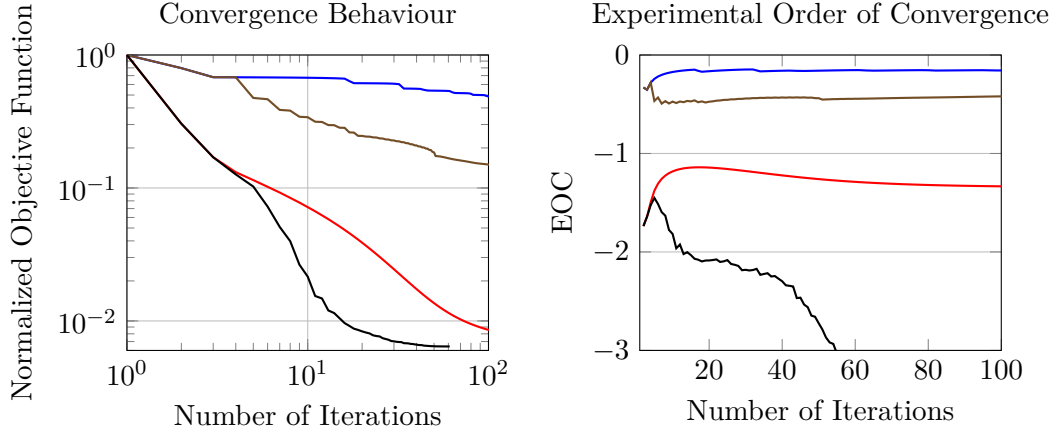 Convergence Behaviour
Normalized Objective Function
10^0
10^{-1}
10^{-2}
10^0
10^1
10^2
Number of Iterations
Experimental Order of Convergence
EOC
0
−1
−2
−3
20
40
60
80
100
Number of Iterations